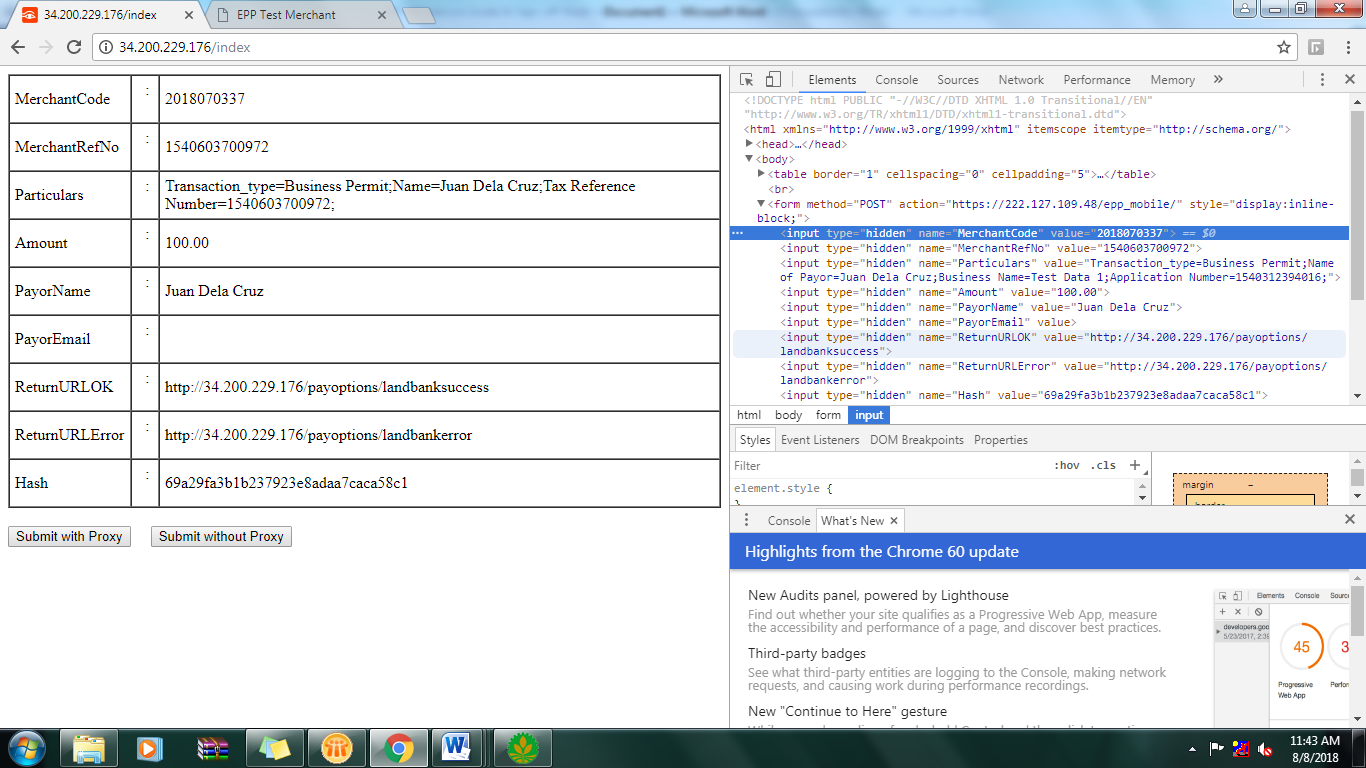 34.200.229.176/index
EPP Test Merchant
34.200.229.176/index
MerchantCode : 2018070337
MerchantRefNo : 1540603700972
Particulars : Transaction_type=Business Permit;Name=Juan Dela Cruz;Tax Reference
Number=1540603700972;
Amount : 100.00
PayorName : Juan Dela Cruz
PayorEmail :
ReturnURLOK : http://34.200.229.176/payoptions/landbanksuccess
ReturnURLError : http://34.200.229.176/payoptions/landbankerror
Hash : 69a29fa3b1b237923e8adaa7caca58c1
Submit with Proxy Submit without Proxy
Elements Console Sources Network Performance Memory »
<!DOCTYPE html PUBLIC "-//W3C//DTD XHTML 1.0 Transitional//EN"
"http://www.w3.org/TR/xhtml1/DTD/xhtml1-transitional.dtd">
<html xmlns="http://www.w3.org/1999/xhtml" itemscope itemtype="http://schema.org/">
<head>…</head>
<body>
<table border="1" cellspacing="0" cellpadding="5">…</table>
<br>
<form method="POST" action="https://222.127.109.48/epp_mobile/" style="display:inline-
block;">
<input type="hidden" name="MerchantCode" value="2018070337"> == $0
<input type="hidden" name="MerchantRefNo" value="1540603700972">
<input type="hidden" name="Particulars" value="Transaction_type=Business Permit;Name
of Payor=Juan Dela Cruz;Business Name=Test Data 1;Application Number=1540312394016;">
<input type="hidden" name="Amount" value="100.00">
<input type="hidden" name="PayorName" value="Juan Dela Cruz">
<input type="hidden" name="PayorEmail" value>
<input type="hidden" name="ReturnURLOK" value="http://34.200.229.176/payoptions/
landbanksuccess">
<input type="hidden" name="ReturnURLError" value="http://34.200.229.176/payoptions/
landbankerror">
<input type="hidden" name="Hash" value="69a29fa3b1b237923e8adaa7caca58c1">
html body form input
Styles Event Listeners DOM Breakpoints Properties
Filter :hov .cls +
element.style {
margin –
Console What's New
Highlights from the Chrome 60 update
New Audits panel, powered by Lighthouse
Find out whether your site qualifies as a Progressive Web App, measure
the accessibility and performance of a page, and discover best practices.
Third-party badges
See what third-party entities are logging to the Console, making network
requests, and causing work during performance recordings.
New "Continue to Here" gesture
Elements Console Sourc
developers.goo
5/23/2017, 2:39
45 3
Progressive
Web App
Perfor
11:43 AM
8/8/2018